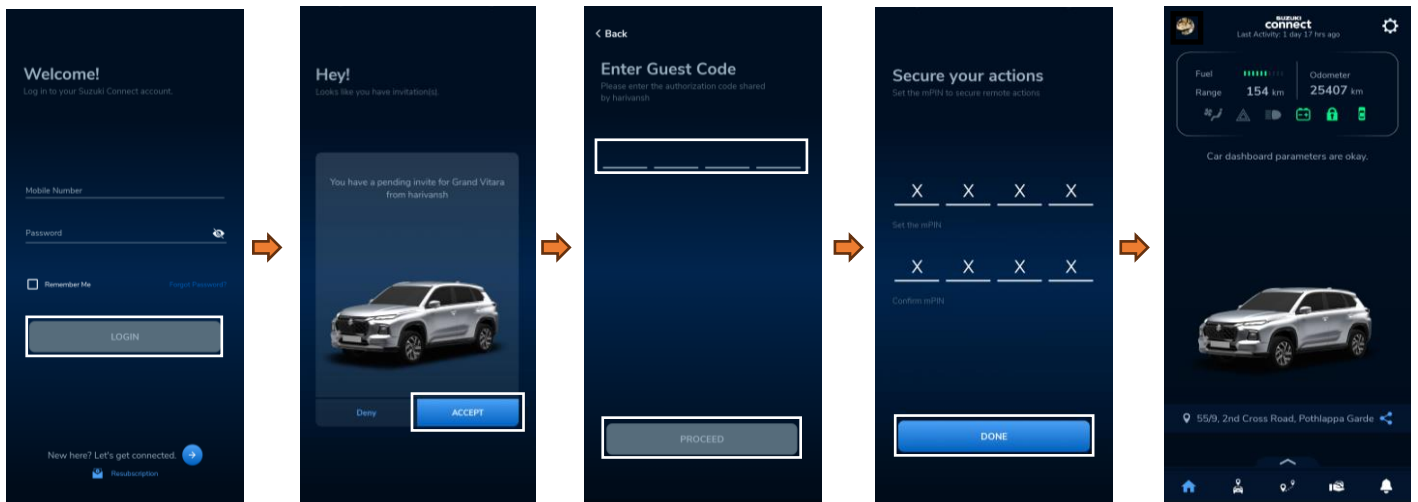 Welcome!
Log in to your Suzuki Connect account.
Mobile Number
Password
Remember Me
Forgot Password?
LOGIN
New here? Let's get connected.
Resubscription
Hey!
Looks like you have invitation(s).
You have a pending invite for Grand Vitara
from harivansh
Deny
ACCEPT
< Back
Enter Guest Code
Please enter the authorization code shared
by harivansh
PROCEED
Secure your actions
Set the mPIN to secure remote actions
X X X X
Set the mPIN
X X X X
Confirm mPIN
DONE
SUZUKI
connect
Last Activity: 1 day 17 hrs ago
Fuel
Range 154 km
Odometer
25407 km
Car dashboard parameters are okay.
55/9, 2nd Cross Road, Pothlappa Garde